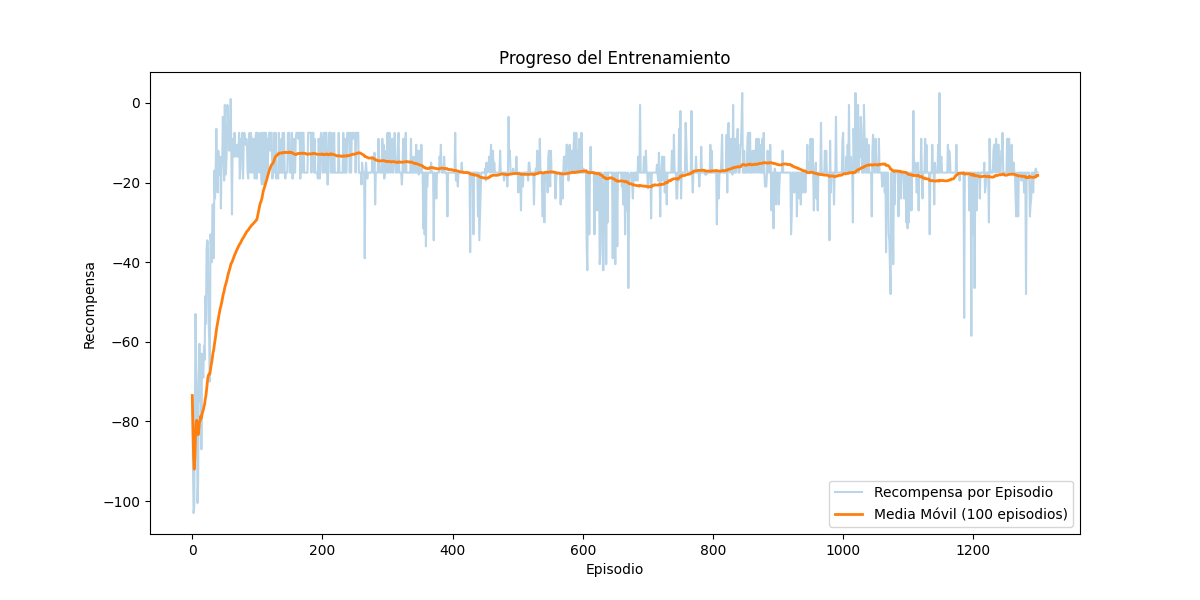 Progreso del Entrenamiento
Recompensa
0
−20
−40
−60
−80
−100
0 200 400 600 800 1000 1200
Episodio
Recompensa por Episodio
Media Móvil (100 episodios)